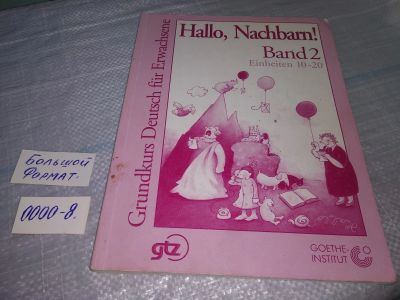 Hallo, Nachbarn!
Band 2
Einheiten 10-20
Grundkurs Deutsch für Erwachsene
БОЛЬШОЙ
ФОРМАТ.
0000-8.
gtz
GOETHE-
INSTITUT